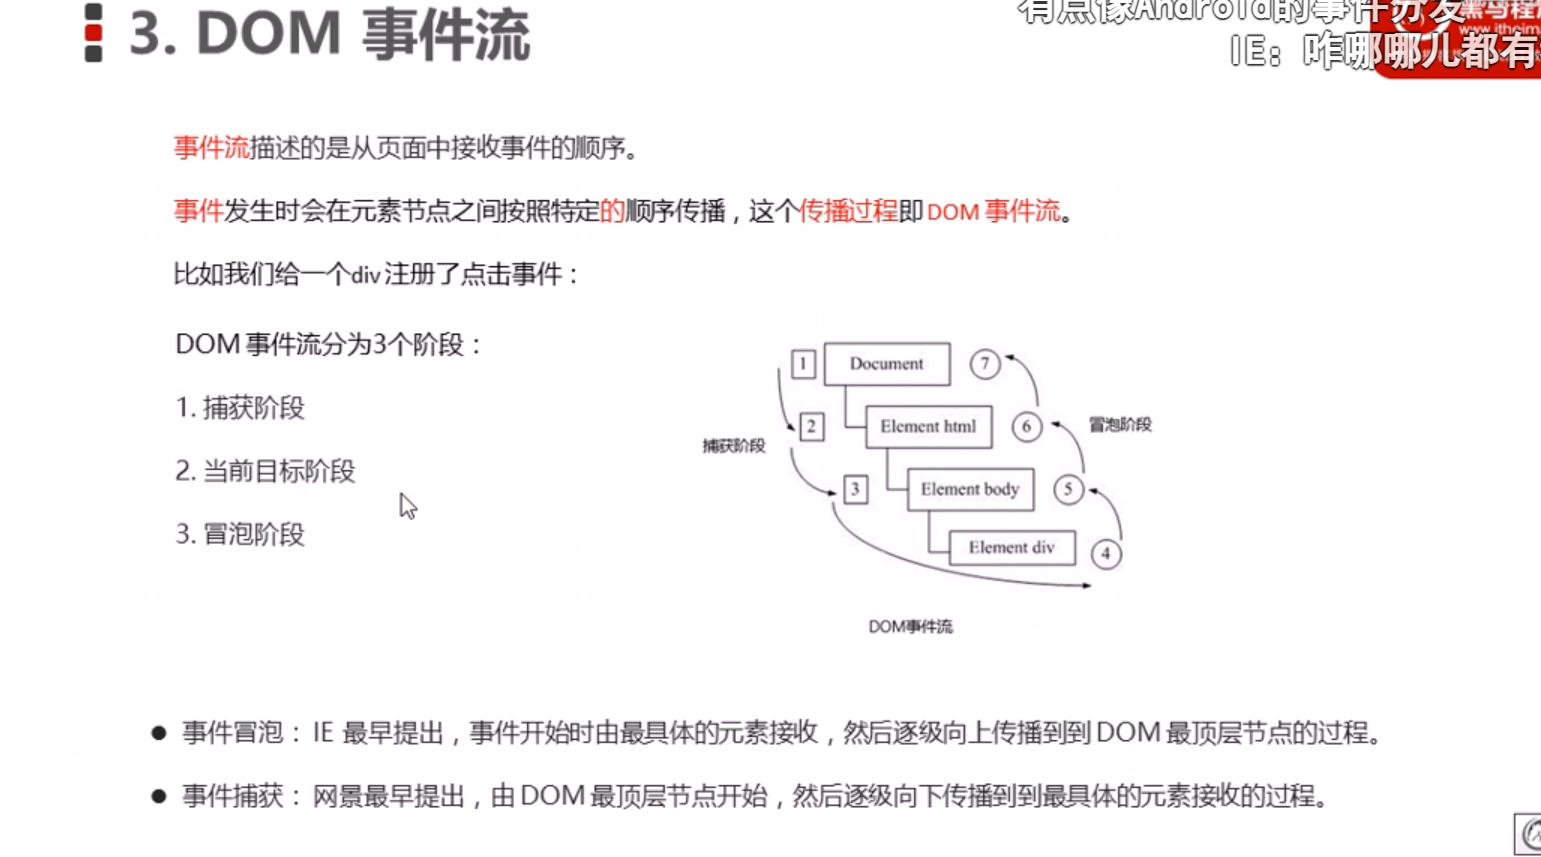 3. DOM 事件流
有点像Android的事件分发
IE：咋哪哪儿都有
事件流描述的是从页面中接收事件的顺序。
事件发生时会在元素节点之间按照特定的顺序传播，这个传播过程即 DOM 事件流。
比如我们给一个div 注册了点击事件：
DOM 事件流分为3个阶段：
1. 捕获阶段
2. 当前目标阶段
3. 冒泡阶段
1 Document 7
2 Element html 6 冒泡阶段
捕获阶段
3 Element body 5
Element div 4
DOM事件流
● 事件冒泡： IE 最早提出，事件开始时由最具体的元素接收，然后逐级向上传播到到 DOM 最顶层节点的过程。
● 事件捕获： 网景最早提出，由 DOM 最顶层节点开始，然后逐级向下传播到到最具体的元素接收的过程。